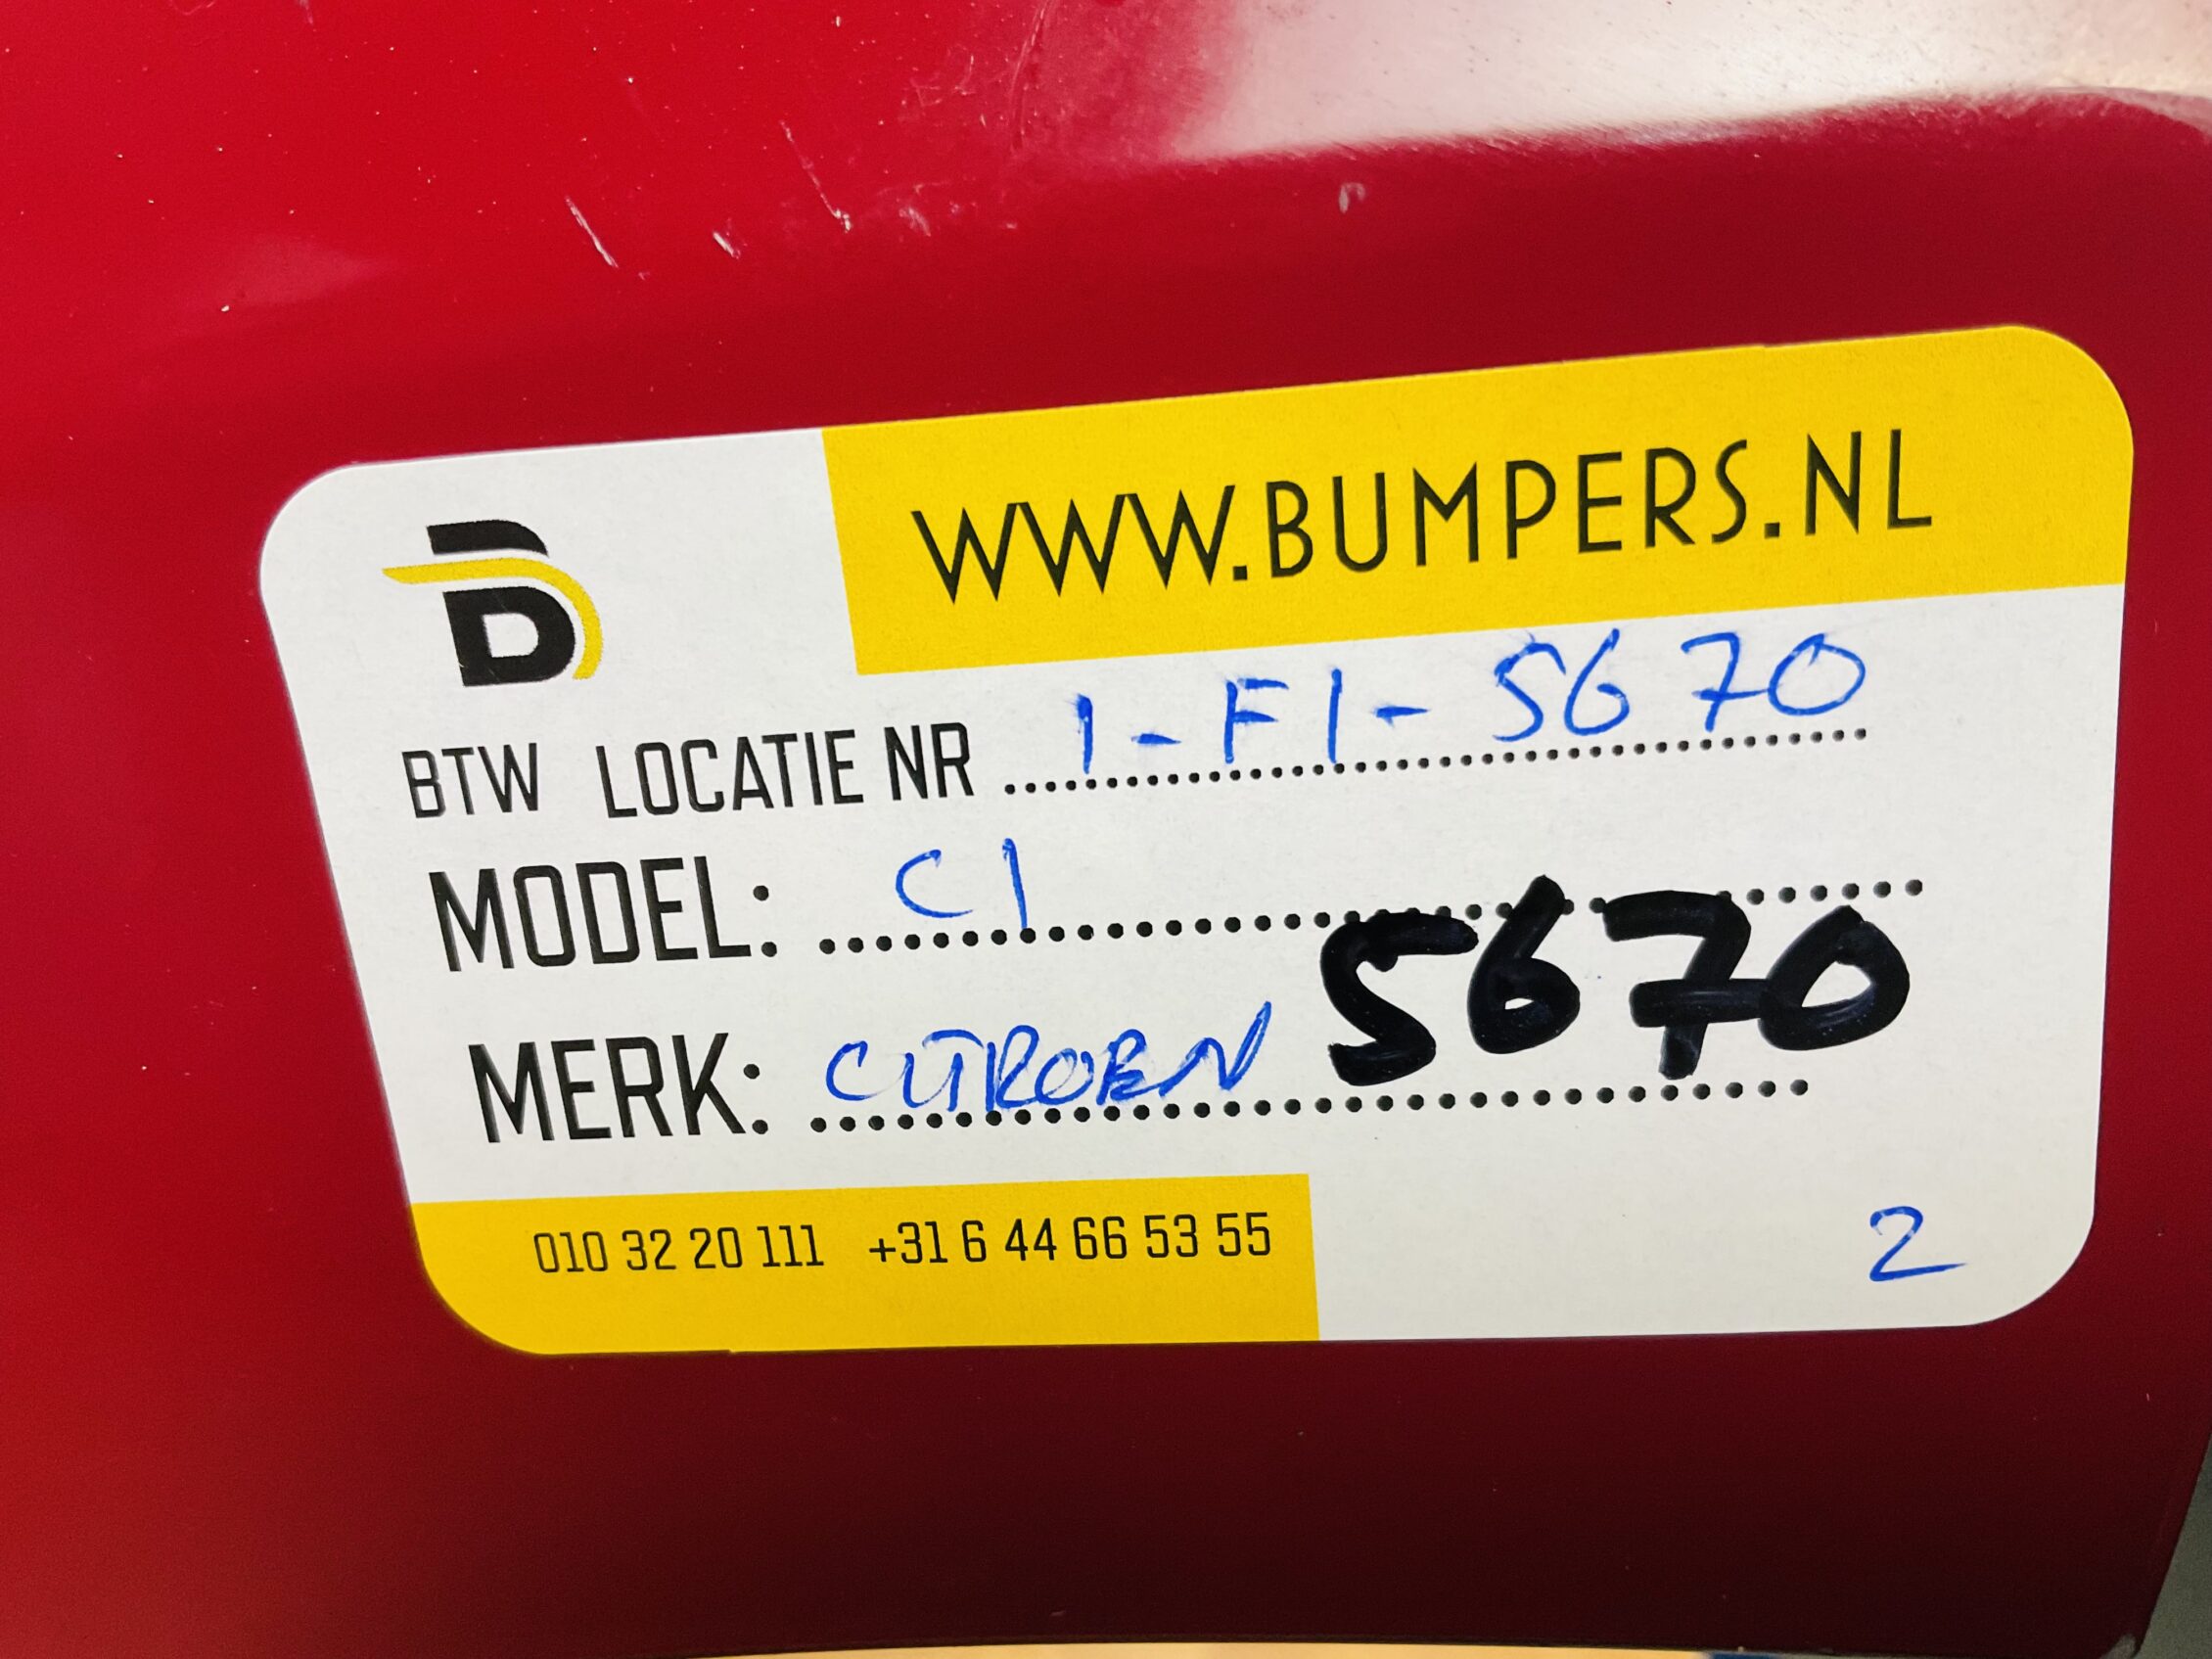 B
WWW.BUMPERS.NL
BTW LOCATIE NR 1-F1-5670
MODEL: C1
5670
MERK: CITROEN
010 32 20 111 +31 6 44 66 53 55
2